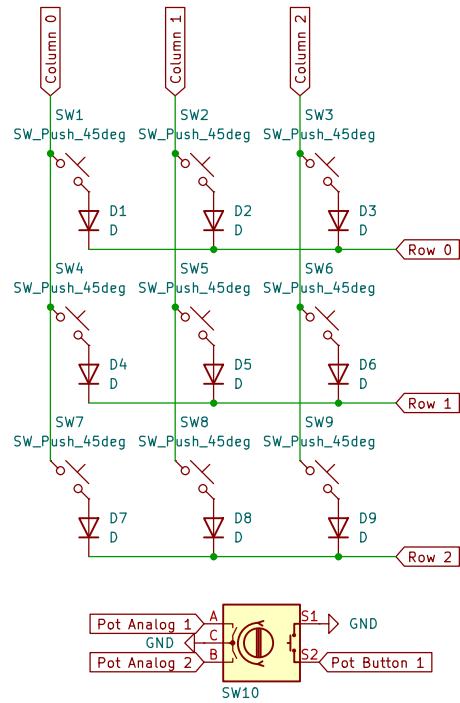 Column 0
Column 1
Column 2
SW1 SW2 SW3
SW_Push_45deg SW_Push_45deg SW_Push_45deg
D1 D2 D3
D D D
Row 0
SW4 SW5 SW6
SW_Push_45deg SW_Push_45deg SW_Push_45deg
D4 D5 D6
D D D
Row 1
SW7 SW8 SW9
SW_Push_45deg SW_Push_45deg SW_Push_45deg
D7 D8 D9
D D D
Row 2
Pot Analog 1 A S1 GND
GND C
Pot Analog 2 B S2 Pot Button 1
SW10